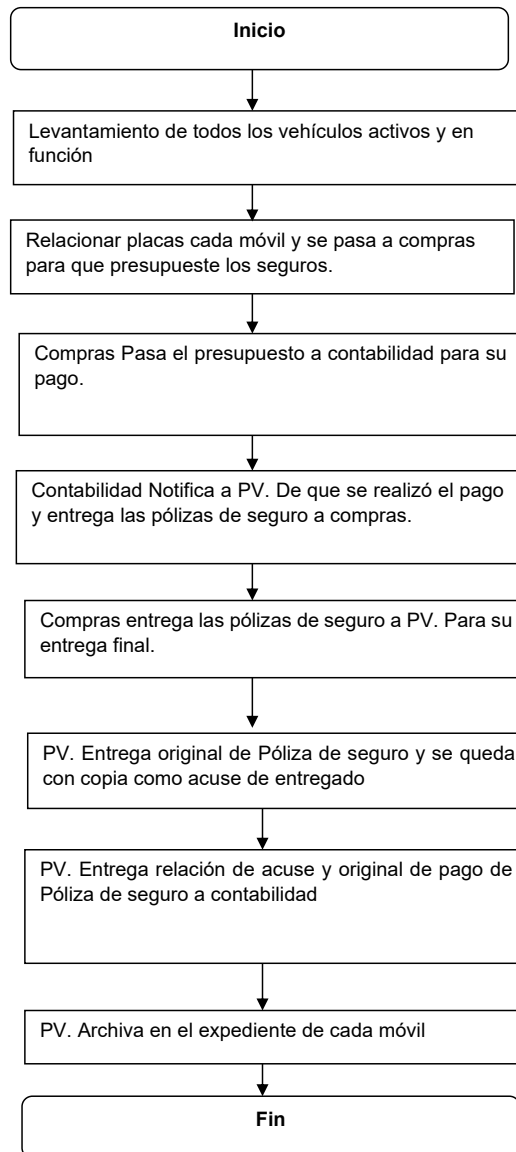 Inicio
Levantamiento de todos los vehículos activos y en
función
Relacionar placas cada móvil y se pasa a compras
para que presupueste los seguros.
Compras Pasa el presupuesto a contabilidad para su
pago.
Contabilidad Notifica a PV. De que se realizó el pago
y entrega las pólizas de seguro a compras.
Compras entrega las pólizas de seguro a PV. Para su
entrega final.
PV. Entrega original de Póliza de seguro y se queda
con copia como acuse de entregado
PV. Entrega relación de acuse y original de pago de
Póliza de seguro a contabilidad
PV. Archiva en el expediente de cada móvil
Fin